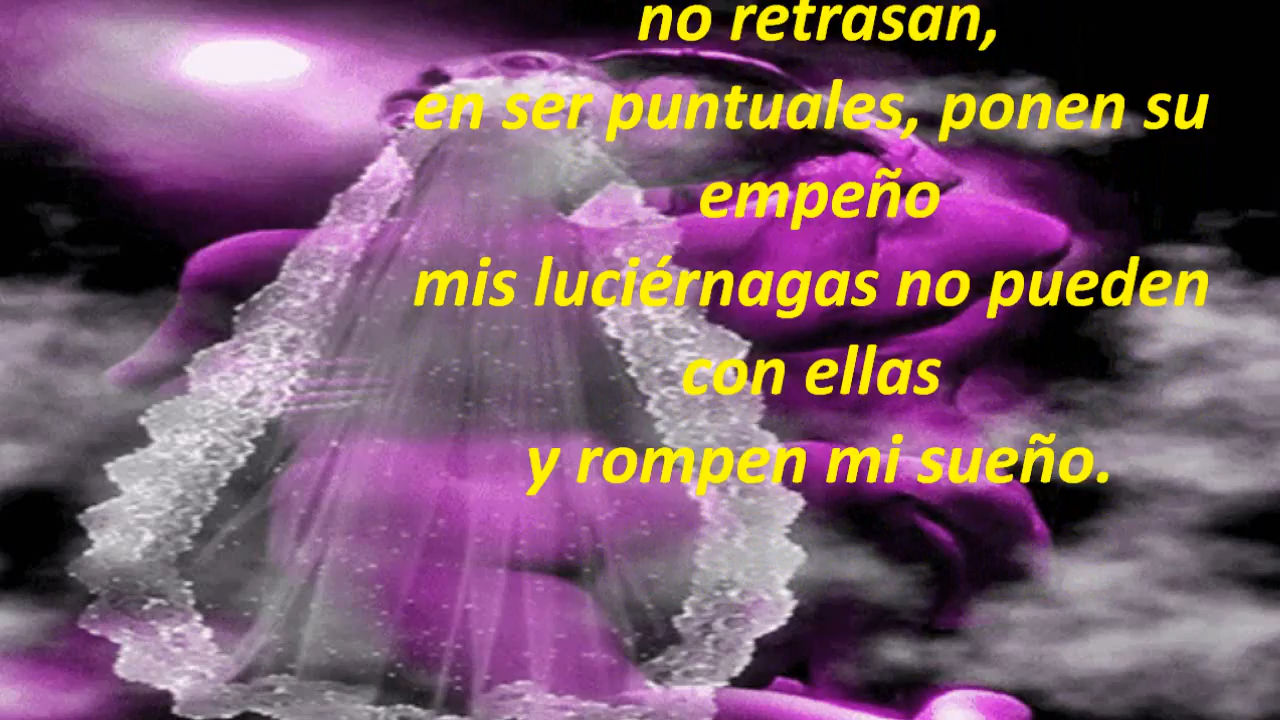 no retrasan,
en ser puntuales, ponen su
empeño
mis luciérnagas no pueden
con ellas
y rompen mi sueño.